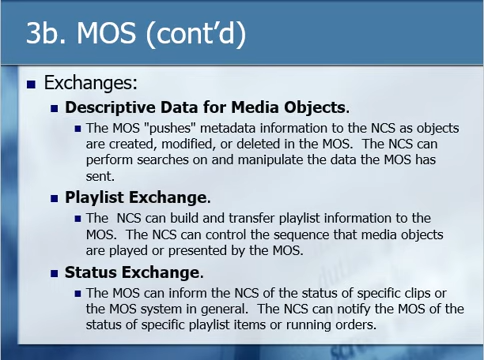 3b. MOS (cont'd)
Exchanges:
Descriptive Data for Media Objects.
The MOS "pushes" metadata information to the NCS as objects
are created, modified, or deleted in the MOS.  The NCS can
perform searches on and manipulate the data the MOS has
sent.
Playlist Exchange.
The  NCS can build and transfer playlist information to the
MOS.  The NCS can control the sequence that media objects
are played or presented by the MOS.
Status Exchange.
The MOS can inform the NCS of the status of specific clips or
the MOS system in general.  The NCS can notify the MOS of the
status of specific playlist items or running orders.